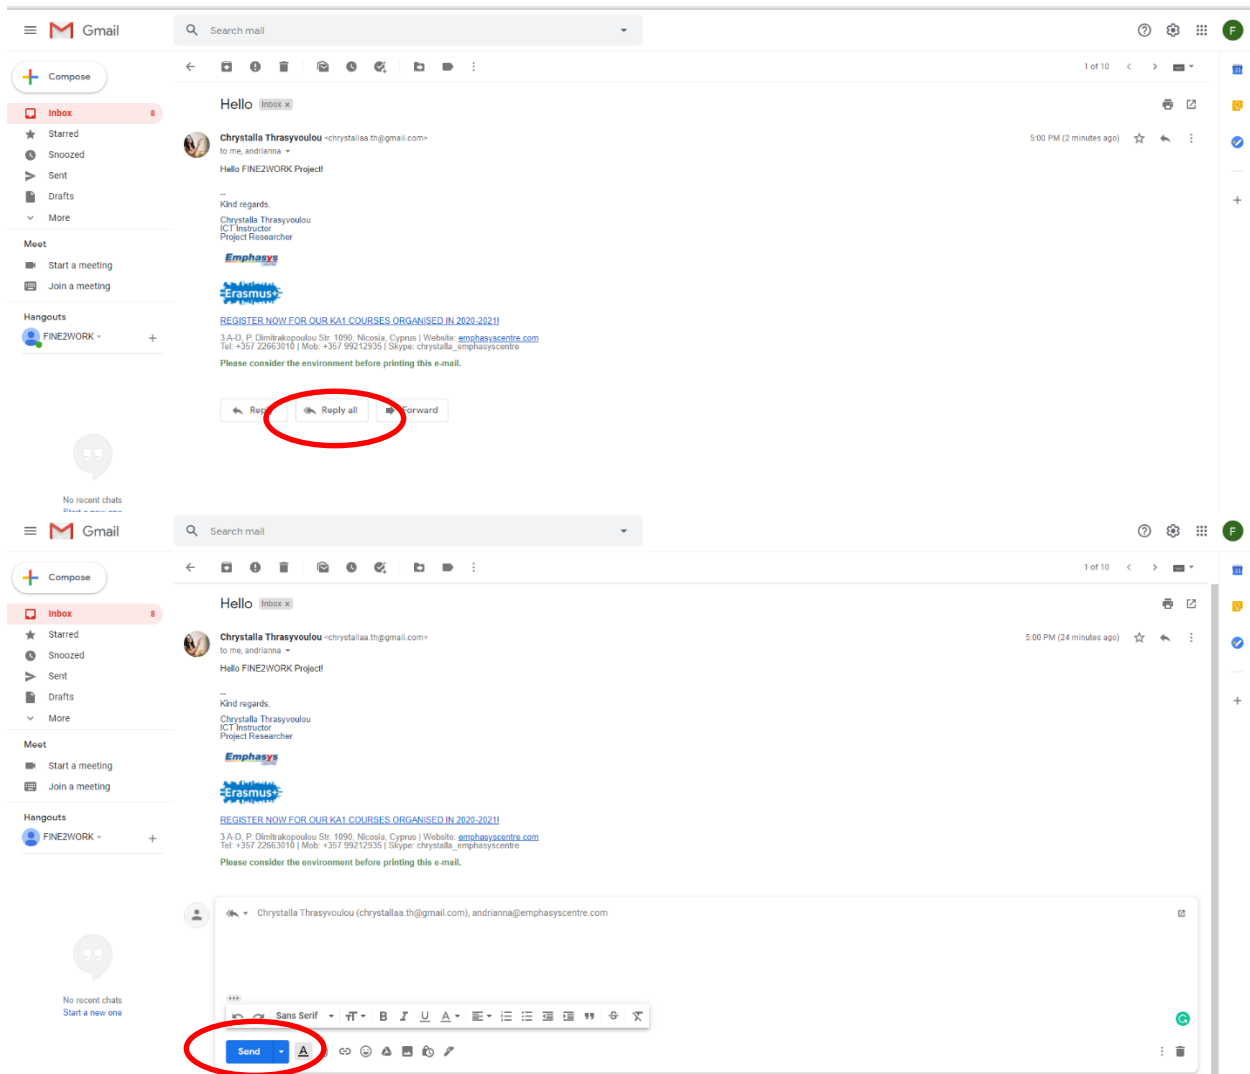 Gmail
Search mail
F
Compose
1 of 10
31
Inbox 8
Starred
Snoozed
Sent
Drafts
More
Meet
Start a meeting
Join a meeting
Hangouts
FINE2WORK
No recent chats
Start a new one
Hello Inbox x
Chrystalla Thrasyvoulou <chrystallaa.th@gmail.com> 5:00 PM (2 minutes ago)
to me, andrianna
Hello FINE2WORK Project!
--
Kind regards,
Chrystalla Thrasyvoulou
ICT Instructor
Project Researcher
Emphasys
Erasmus+
REGISTER NOW FOR OUR KA1 COURSES ORGANISED IN 2020-2021!
3 A-D, P. Dimitrakopoulou Str. 1090, Nicosia, Cyprus | Website: emphasyscentre.com
Tel: +357 22663010 | Mob: +357 99212935 | Skype: chrystalla_emphasyscentre
Please consider the environment before printing this e-mail.
Reply Reply all Forward
Gmail
Search mail
F
Compose
1 of 10
31
Inbox 8
Starred
Snoozed
Sent
Drafts
More
Meet
Start a meeting
Join a meeting
Hangouts
FINE2WORK
No recent chats
Start a new one
Hello Inbox x
Chrystalla Thrasyvoulou <chrystallaa.th@gmail.com> 5:00 PM (24 minutes ago)
to me, andrianna
Hello FINE2WORK Project!
--
Kind regards,
Chrystalla Thrasyvoulou
ICT Instructor
Project Researcher
Emphasys
Erasmus+
REGISTER NOW FOR OUR KA1 COURSES ORGANISED IN 2020-2021!
3 A-D, P. Dimitrakopoulou Str. 1090, Nicosia, Cyprus | Website: emphasyscentre.com
Tel: +357 22663010 | Mob: +357 99212935 | Skype: chrystalla_emphasyscentre
Please consider the environment before printing this e-mail.
Chrystalla Thrasyvoulou (chrystallaa.th@gmail.com), andrianna@emphasyscentre.com
Sans Serif B I U A
Send A